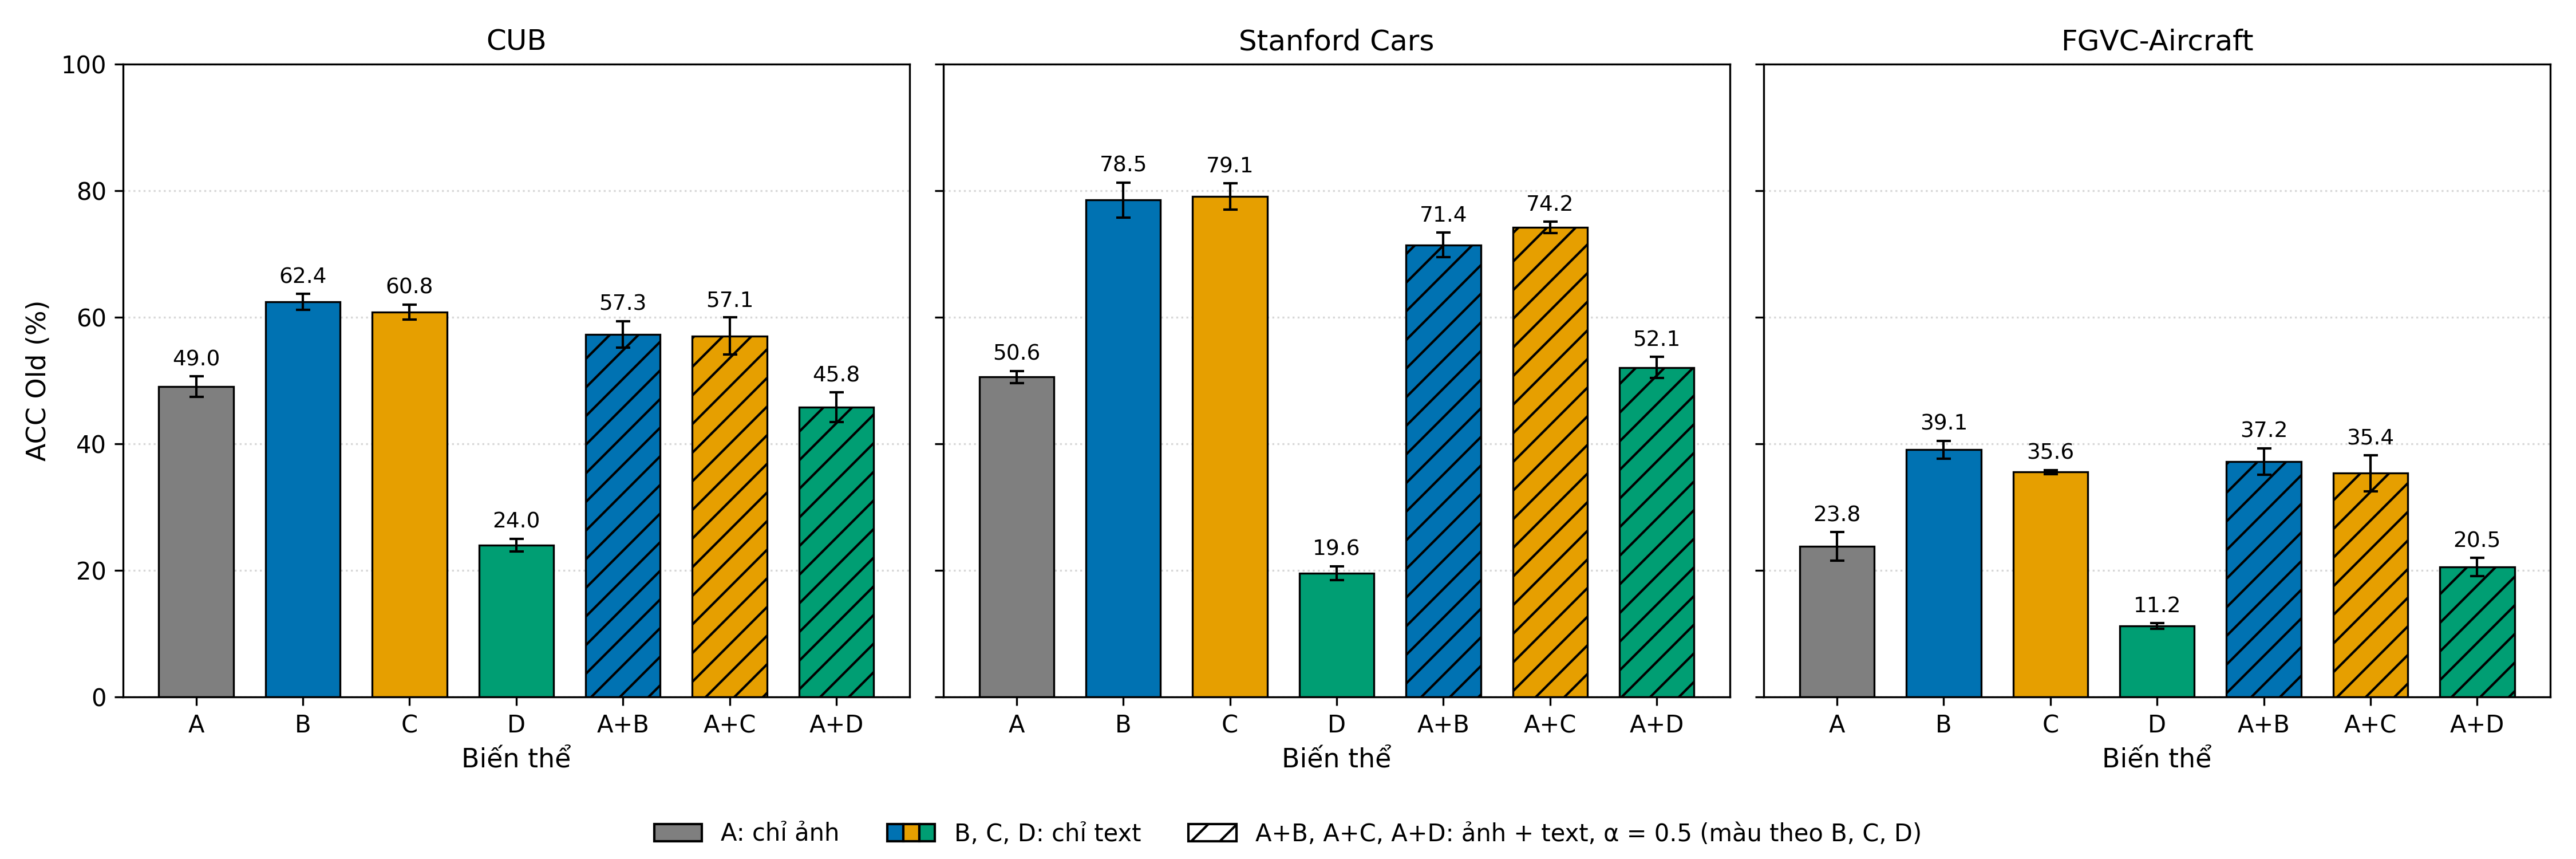 CUB
Stanford Cars
FGVC-Aircraft
ACC Old (%)
100
80
60
40
20
0
49.0
62.4
60.8
24.0
57.3
57.1
45.8
A
B
C
D
A+B
A+C
A+D
Biến thể
50.6
78.5
79.1
19.6
71.4
74.2
52.1
A
B
C
D
A+B
A+C
A+D
Biến thể
23.8
39.1
35.6
11.2
37.2
35.4
20.5
A
B
C
D
A+B
A+C
A+D
Biến thể
A: chỉ ảnh
B, C, D: chỉ text
A+B, A+C, A+D: ảnh + text, α = 0.5 (màu theo B, C, D)